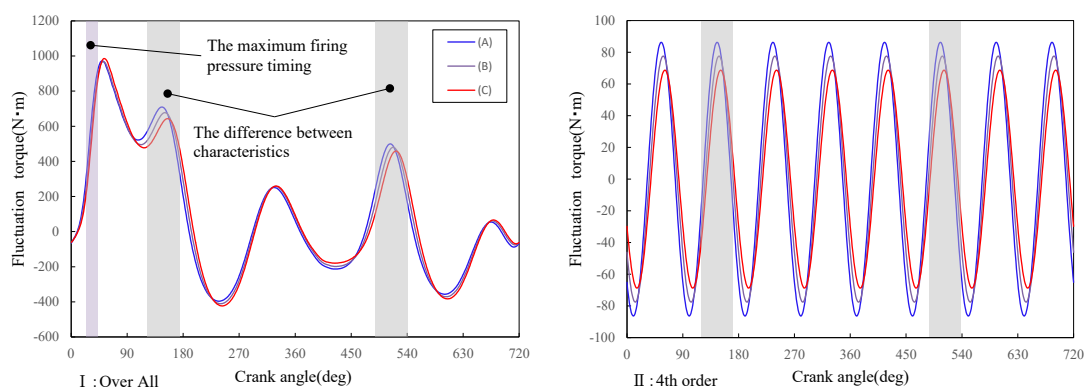 1200
1000
800
600
400
200
0
-200
-400
-600
0 90 180 270 360 450 540 630 720
Fluctuation torque(N・m)
Crank angle(deg)
The maximum firing
pressure timing
The difference between
characteristics
(A)
(B)
(C)
Ⅰ:Over All
100
80
60
40
20
0
-20
-40
-60
-80
-100
0 90 180 270 360 450 540 630 720
Fluctuation torque(N・m)
Crank angle(deg)
Ⅱ:4th order